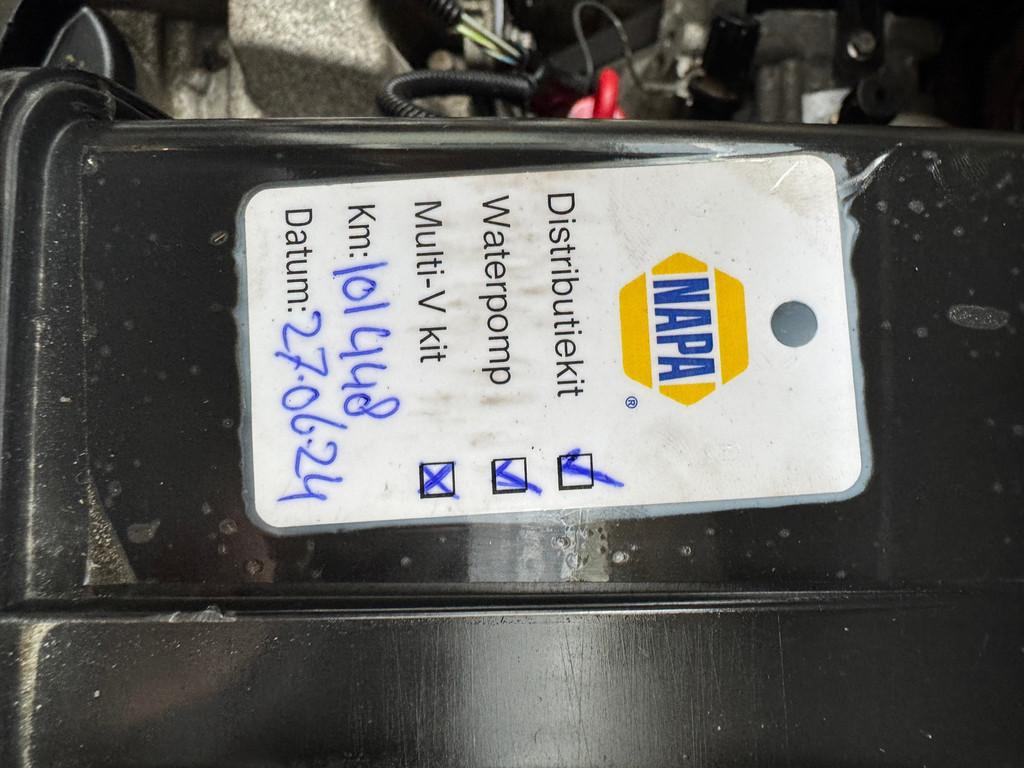 NAPA
®
Distributiekit ☑
Waterpomp ☑
Multi-V kit ☒
Km: 101448
Datum: 27.06.24